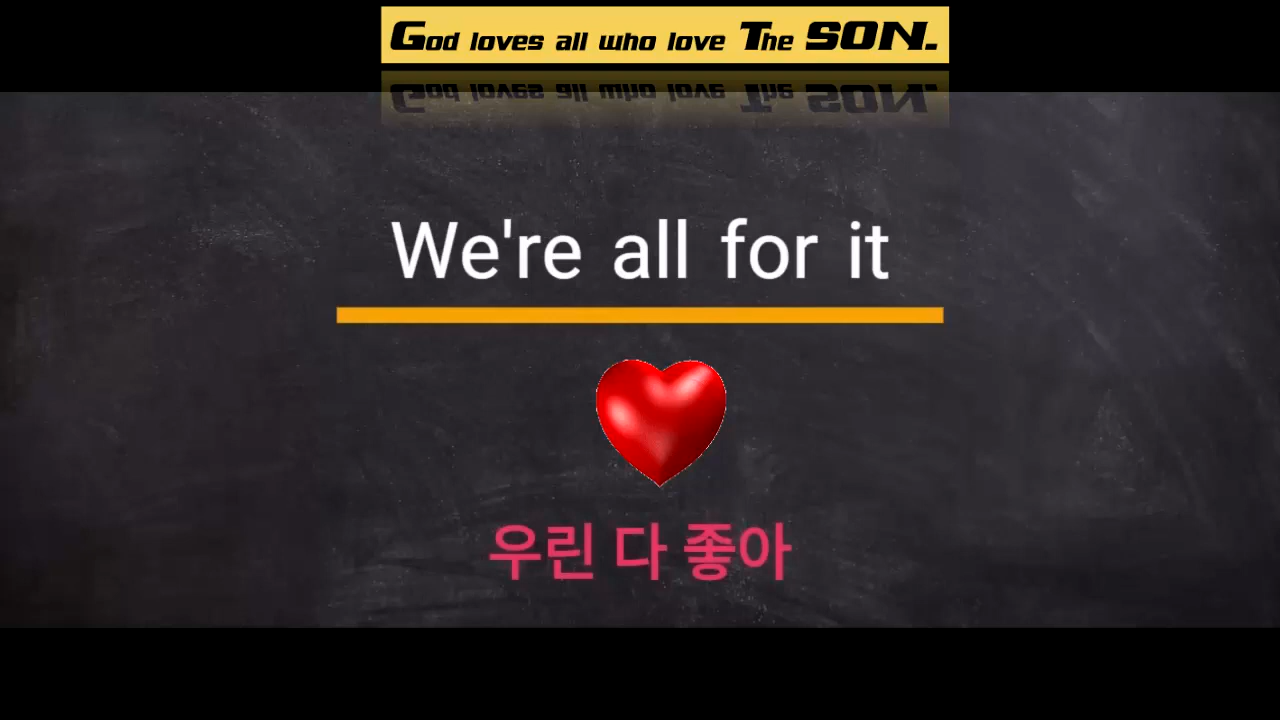 God loves all who love The SON.
We're all for it
우린 다 좋아